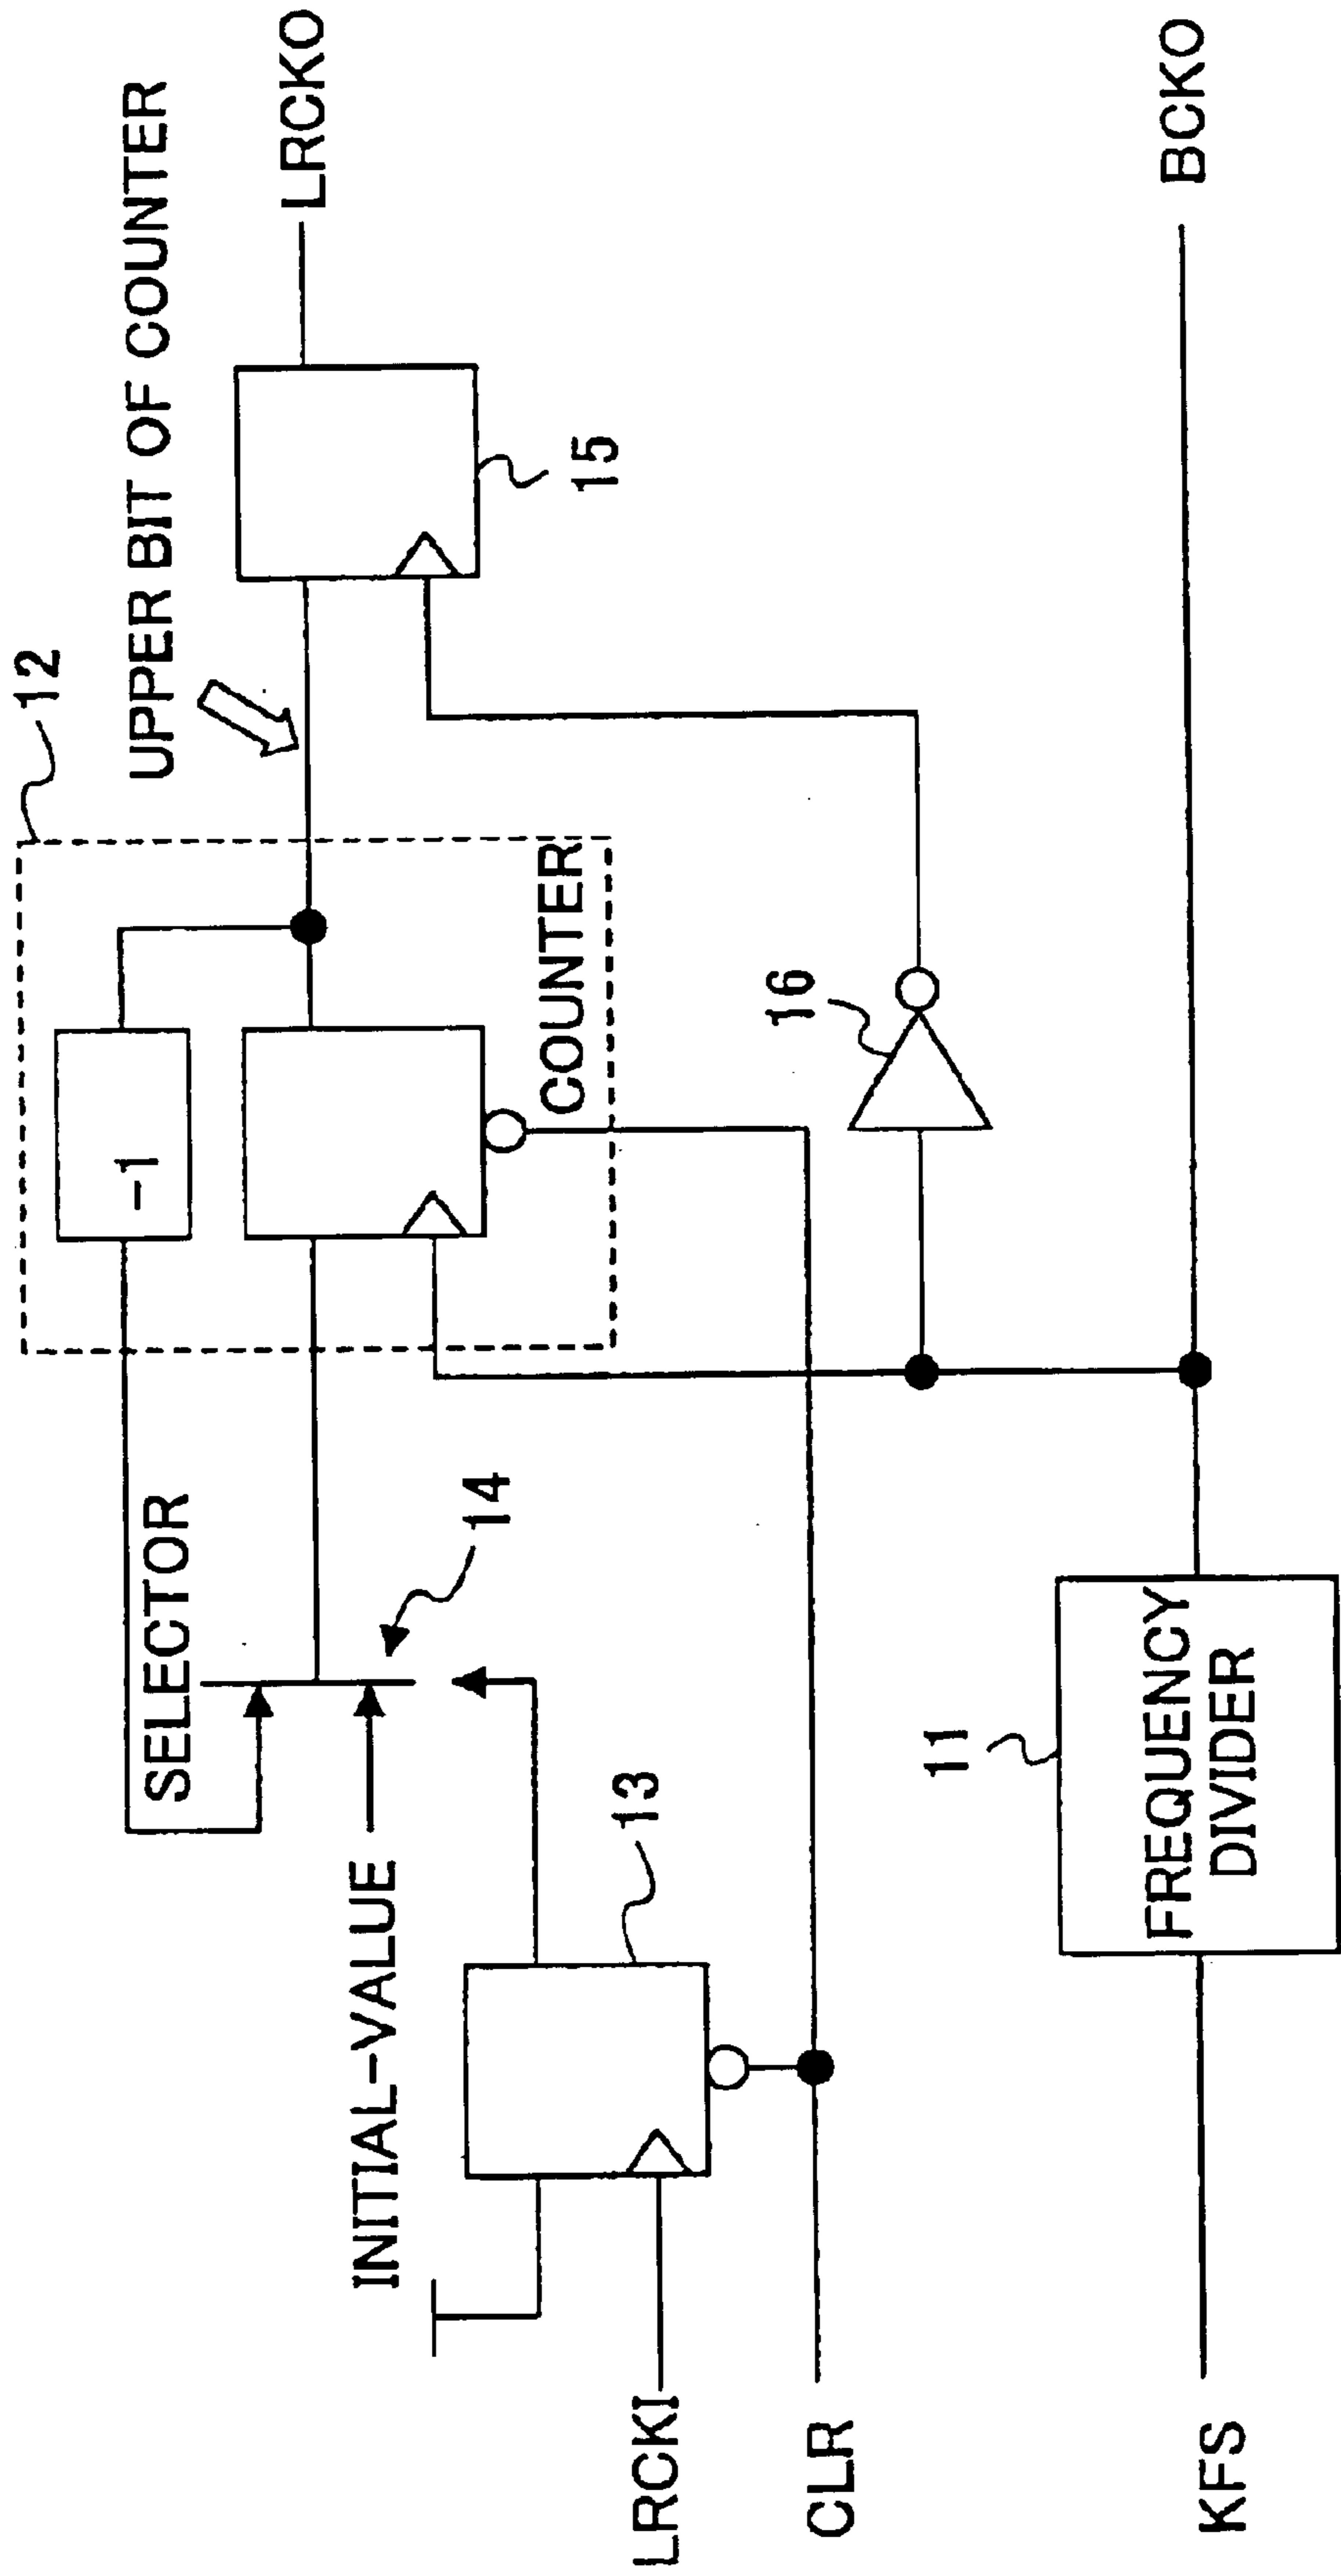 12
UPPER BIT OF COUNTER
SELECTOR
-1
LRCKO
INITIAL-VALUE
14
COUNTER
15
13
LRCKI
16
CLR
11
FREQUENCY
DIVIDER
KFS
BCKO